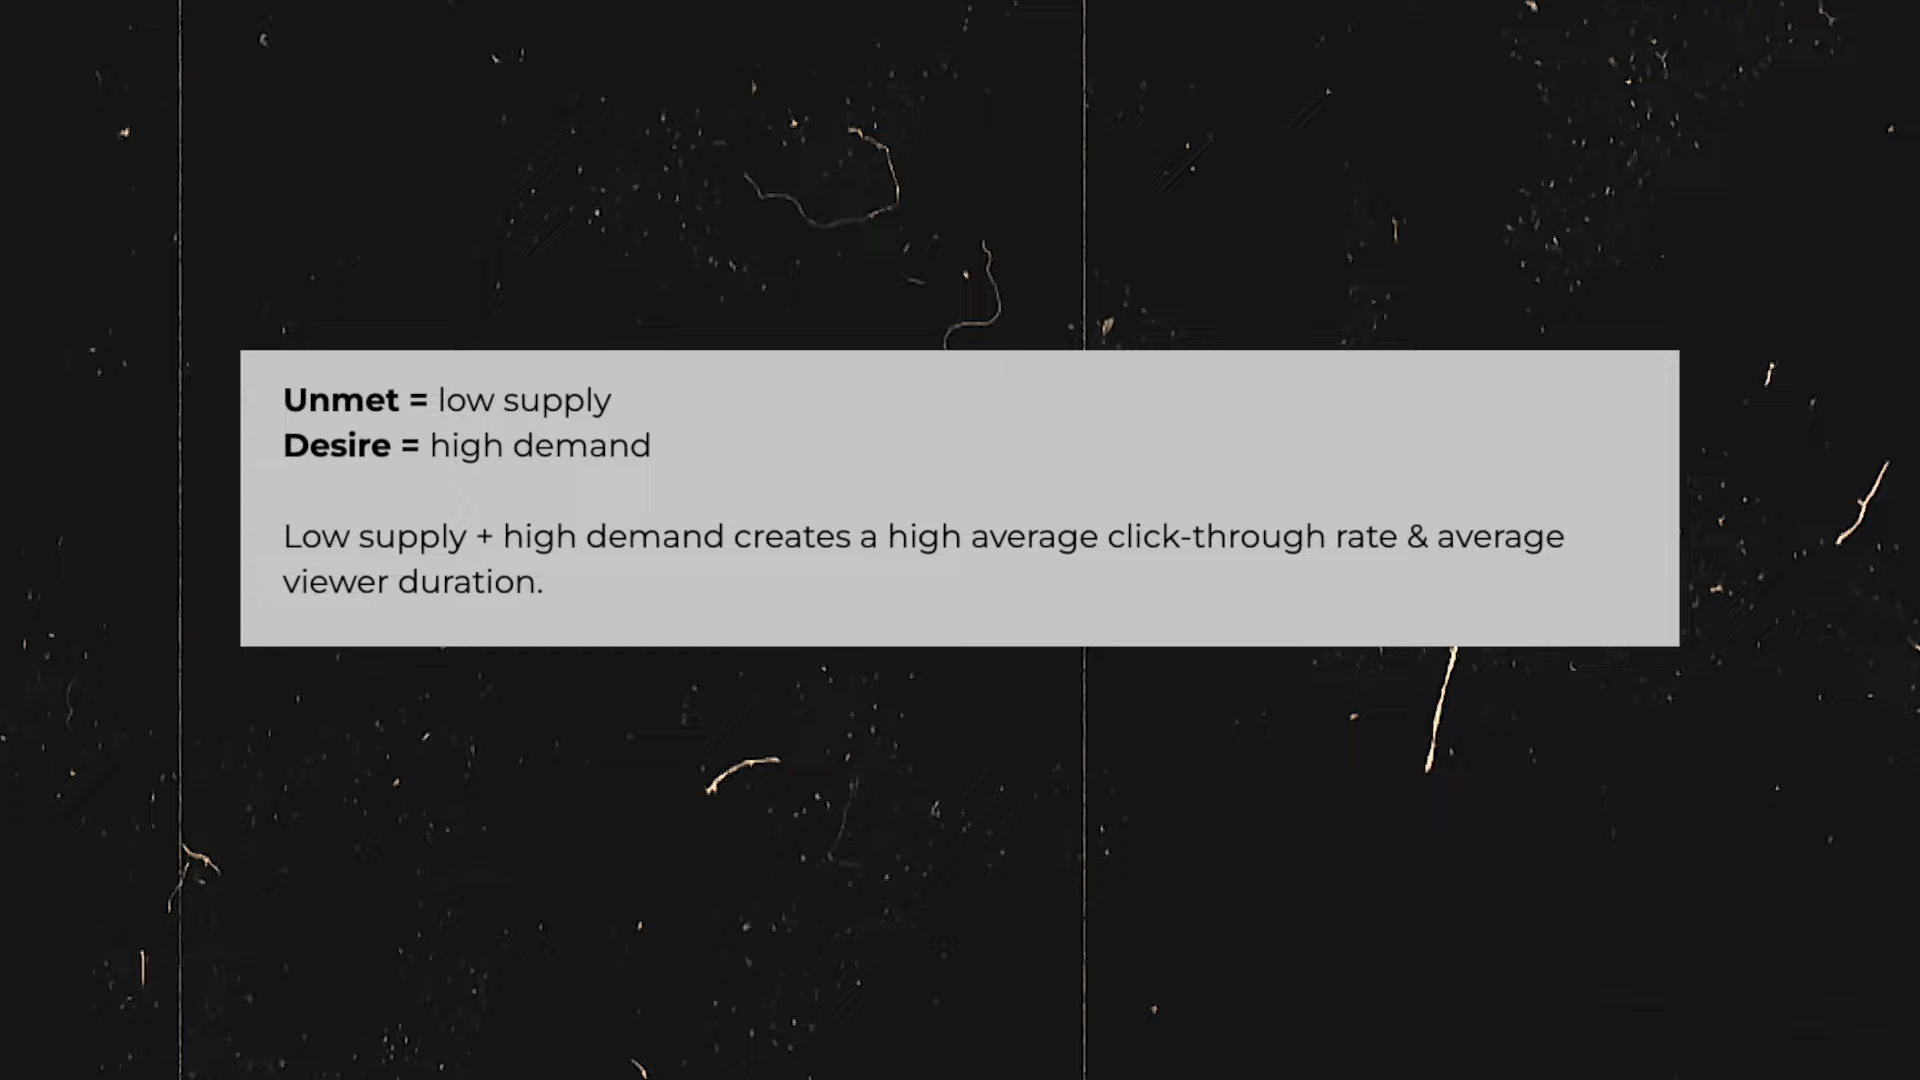 Unmet = low supply
Desire = high demand
Low supply + high demand creates a high average click-through rate & average
viewer duration.